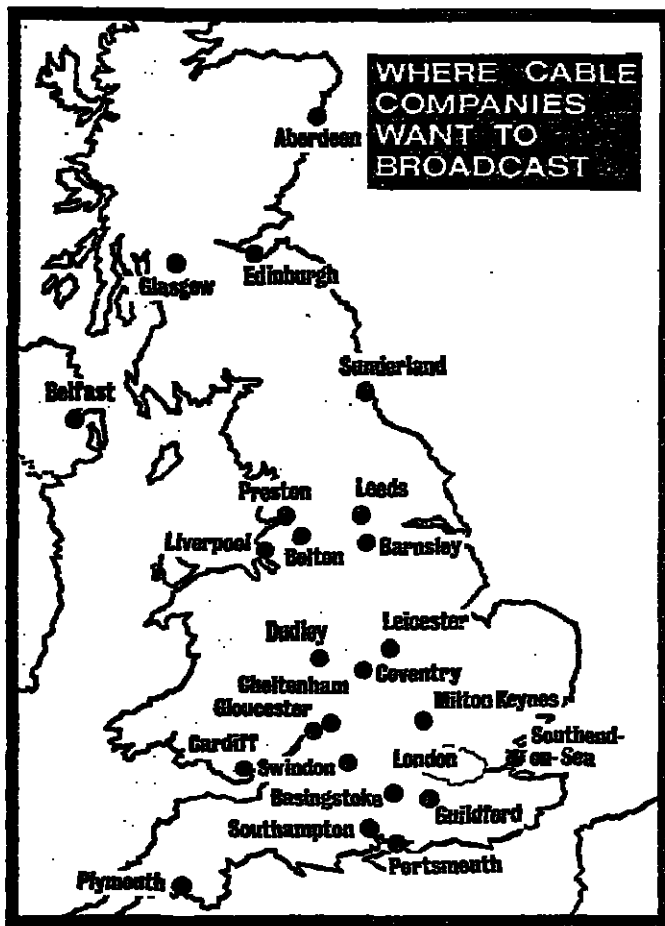 WHERE CABLE
COMPANIES
WANT TO
BROADCAST
Aberdeen
Glasgow
Edinburgh
Sunderland
Belfast
Preston
Leeds
Liverpool
Bolton
Barnsley
Dudley
Leicester
Cheltenham
Coventry
Gloucester
Milton Keynes
Cardiff
Swindon
London
Southend-
on-Sea
Basingstoke
Guildford
Southampton
Portsmouth
Plymouth